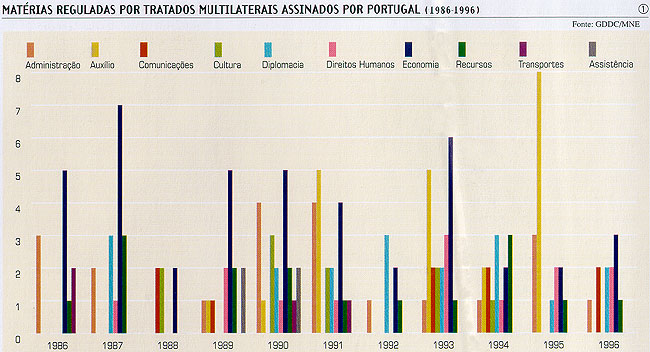 MATÉRIAS REGULADAS POR TRATADOS MULTILATERAIS ASSINADOS POR PORTUGAL (1986-1996) 1
Fonte: GDDC/MNE
Administração Auxílio Comunicações Cultura Diplomacia Direitos Humanos Economia Recursos Transportes Assistência
8
7
6
5
4
3
2
1
0
1986 1987 1988 1989 1990 1991 1992 1993 1994 1995 1996